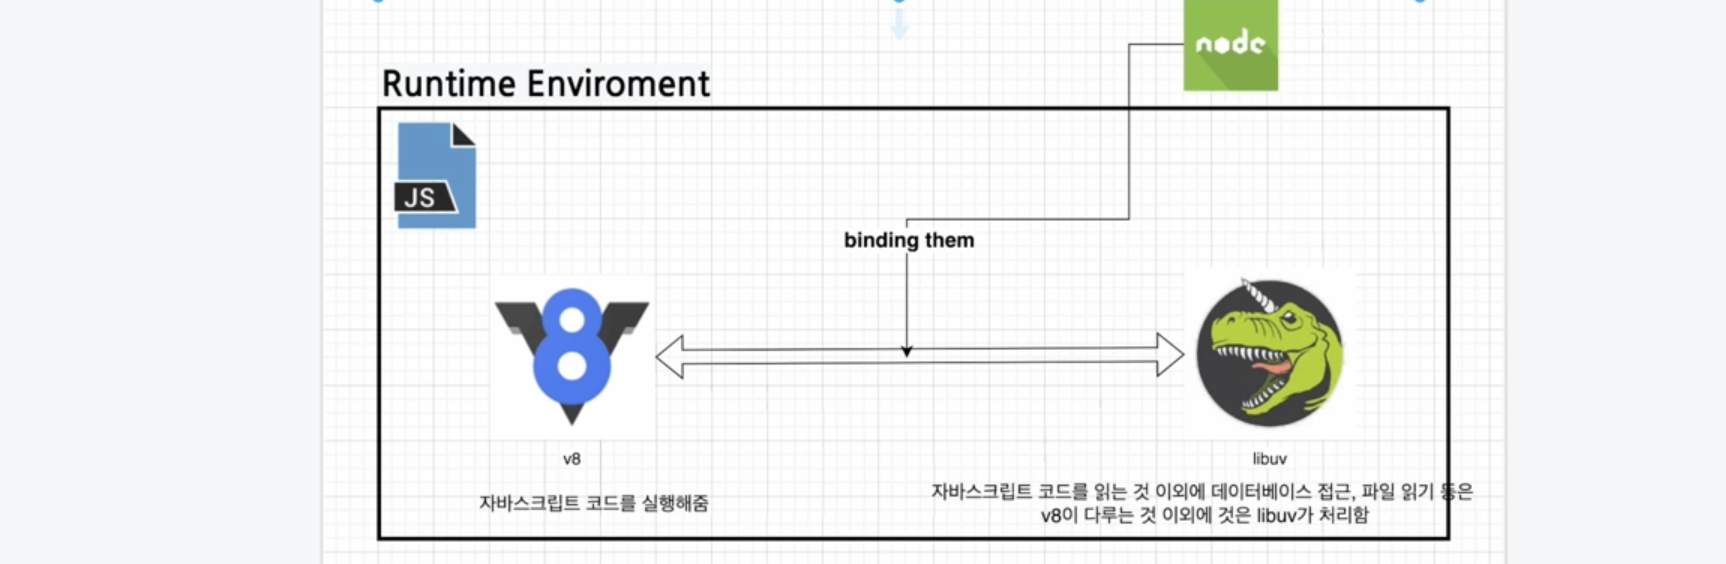 node
Runtime Enviroment
JS
binding them
8
v8
libuv
자바스크립트 코드를 실행해줌
자바스크립트 코드를 읽는 것 이외에 데이터베이스 접근, 파일 읽기 등은
v8이 다루는 것 이외에 것은 libuv가 처리함